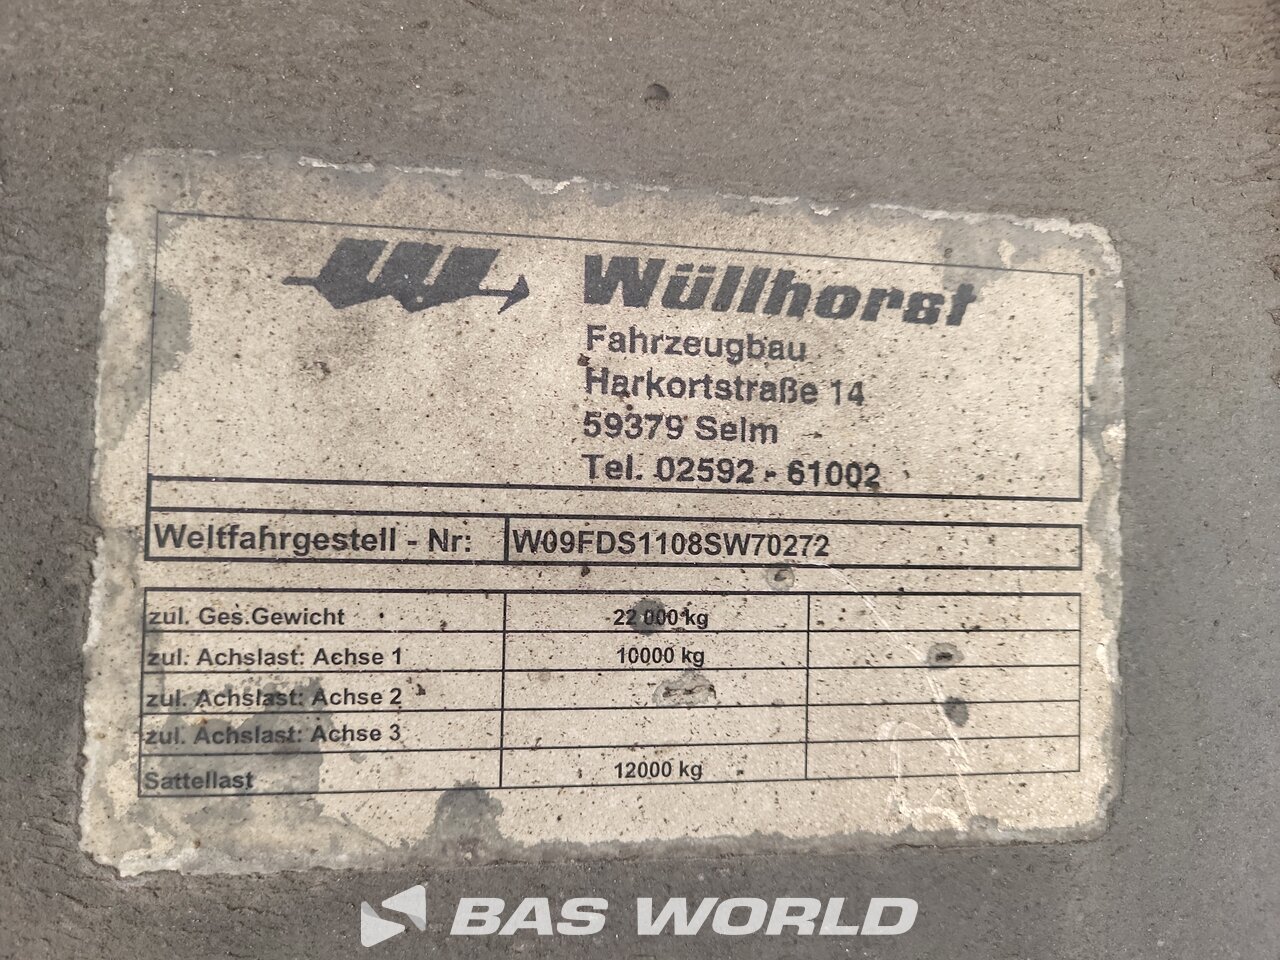 Wüllhorst
Fahrzeugbau
Harkortstraße 14
59379 Selm
Tel. 02592 - 61002
Weltfahrgestell - Nr: W09FDS1108SW70272
zul. Ges.Gewicht 22 000 kg
zul. Achslast: Achse 1 10000 kg
zul. Achslast: Achse 2
zul. Achslast: Achse 3
Sattellast 12000 kg
BAS WORLD